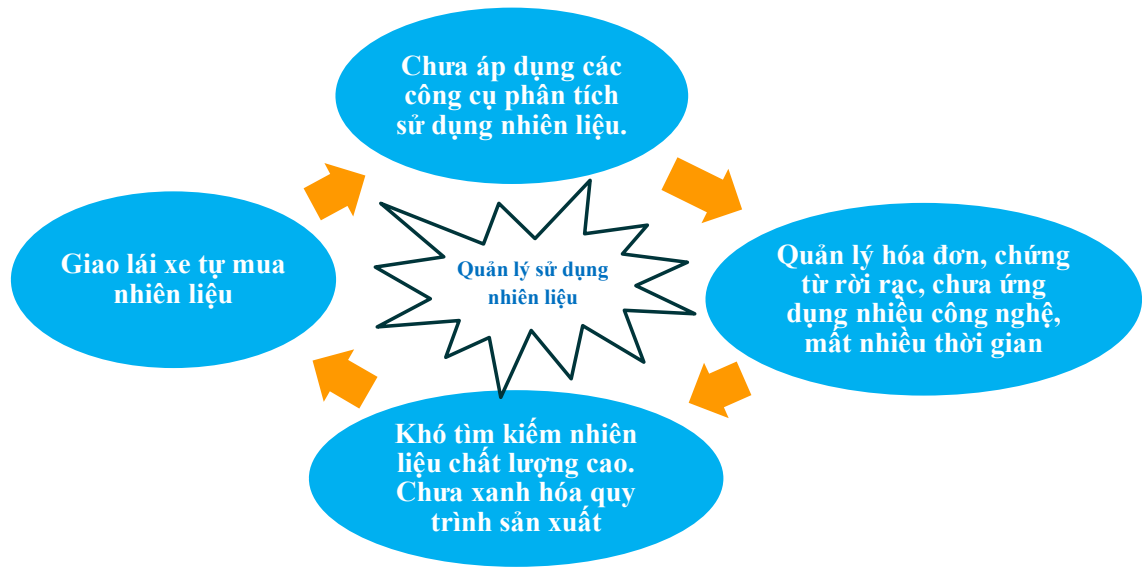 Chưa áp dụng các
công cụ phân tích
sử dụng nhiên liệu.
Giao lái xe tự mua
nhiên liệu
Quản lý sử dụng
nhiên liệu
Quản lý hóa đơn, chứng
từ rời rạc, chưa ứng
dụng nhiều công nghệ,
mất nhiều thời gian
Khó tìm kiếm nhiên
liệu chất lượng cao.
Chưa xanh hóa quy
trình sản xuất